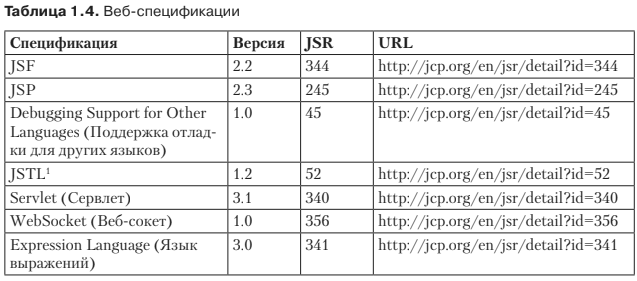 Таблица 1.4. Веб-спецификации
Спецификация Версия JSR URL
JSF 2.2 344 http://jcp.org/en/jsr/detail?id=344
JSP 2.3 245 http://jcp.org/en/jsr/detail?id=245
Debugging Support for Other 1.0 45 http://jcp.org/en/jsr/detail?id=45
Languages (Поддержка отлад-
ки для других языков)
JSTL¹ 1.2 52 http://jcp.org/en/jsr/detail?id=52
Servlet (Сервлет) 3.1 340 http://jcp.org/en/jsr/detail?id=340
WebSocket (Веб-сокет) 1.0 356 http://jcp.org/en/jsr/detail?id=356
Expression Language (Язык 3.0 341 http://jcp.org/en/jsr/detail?id=341
выражений)